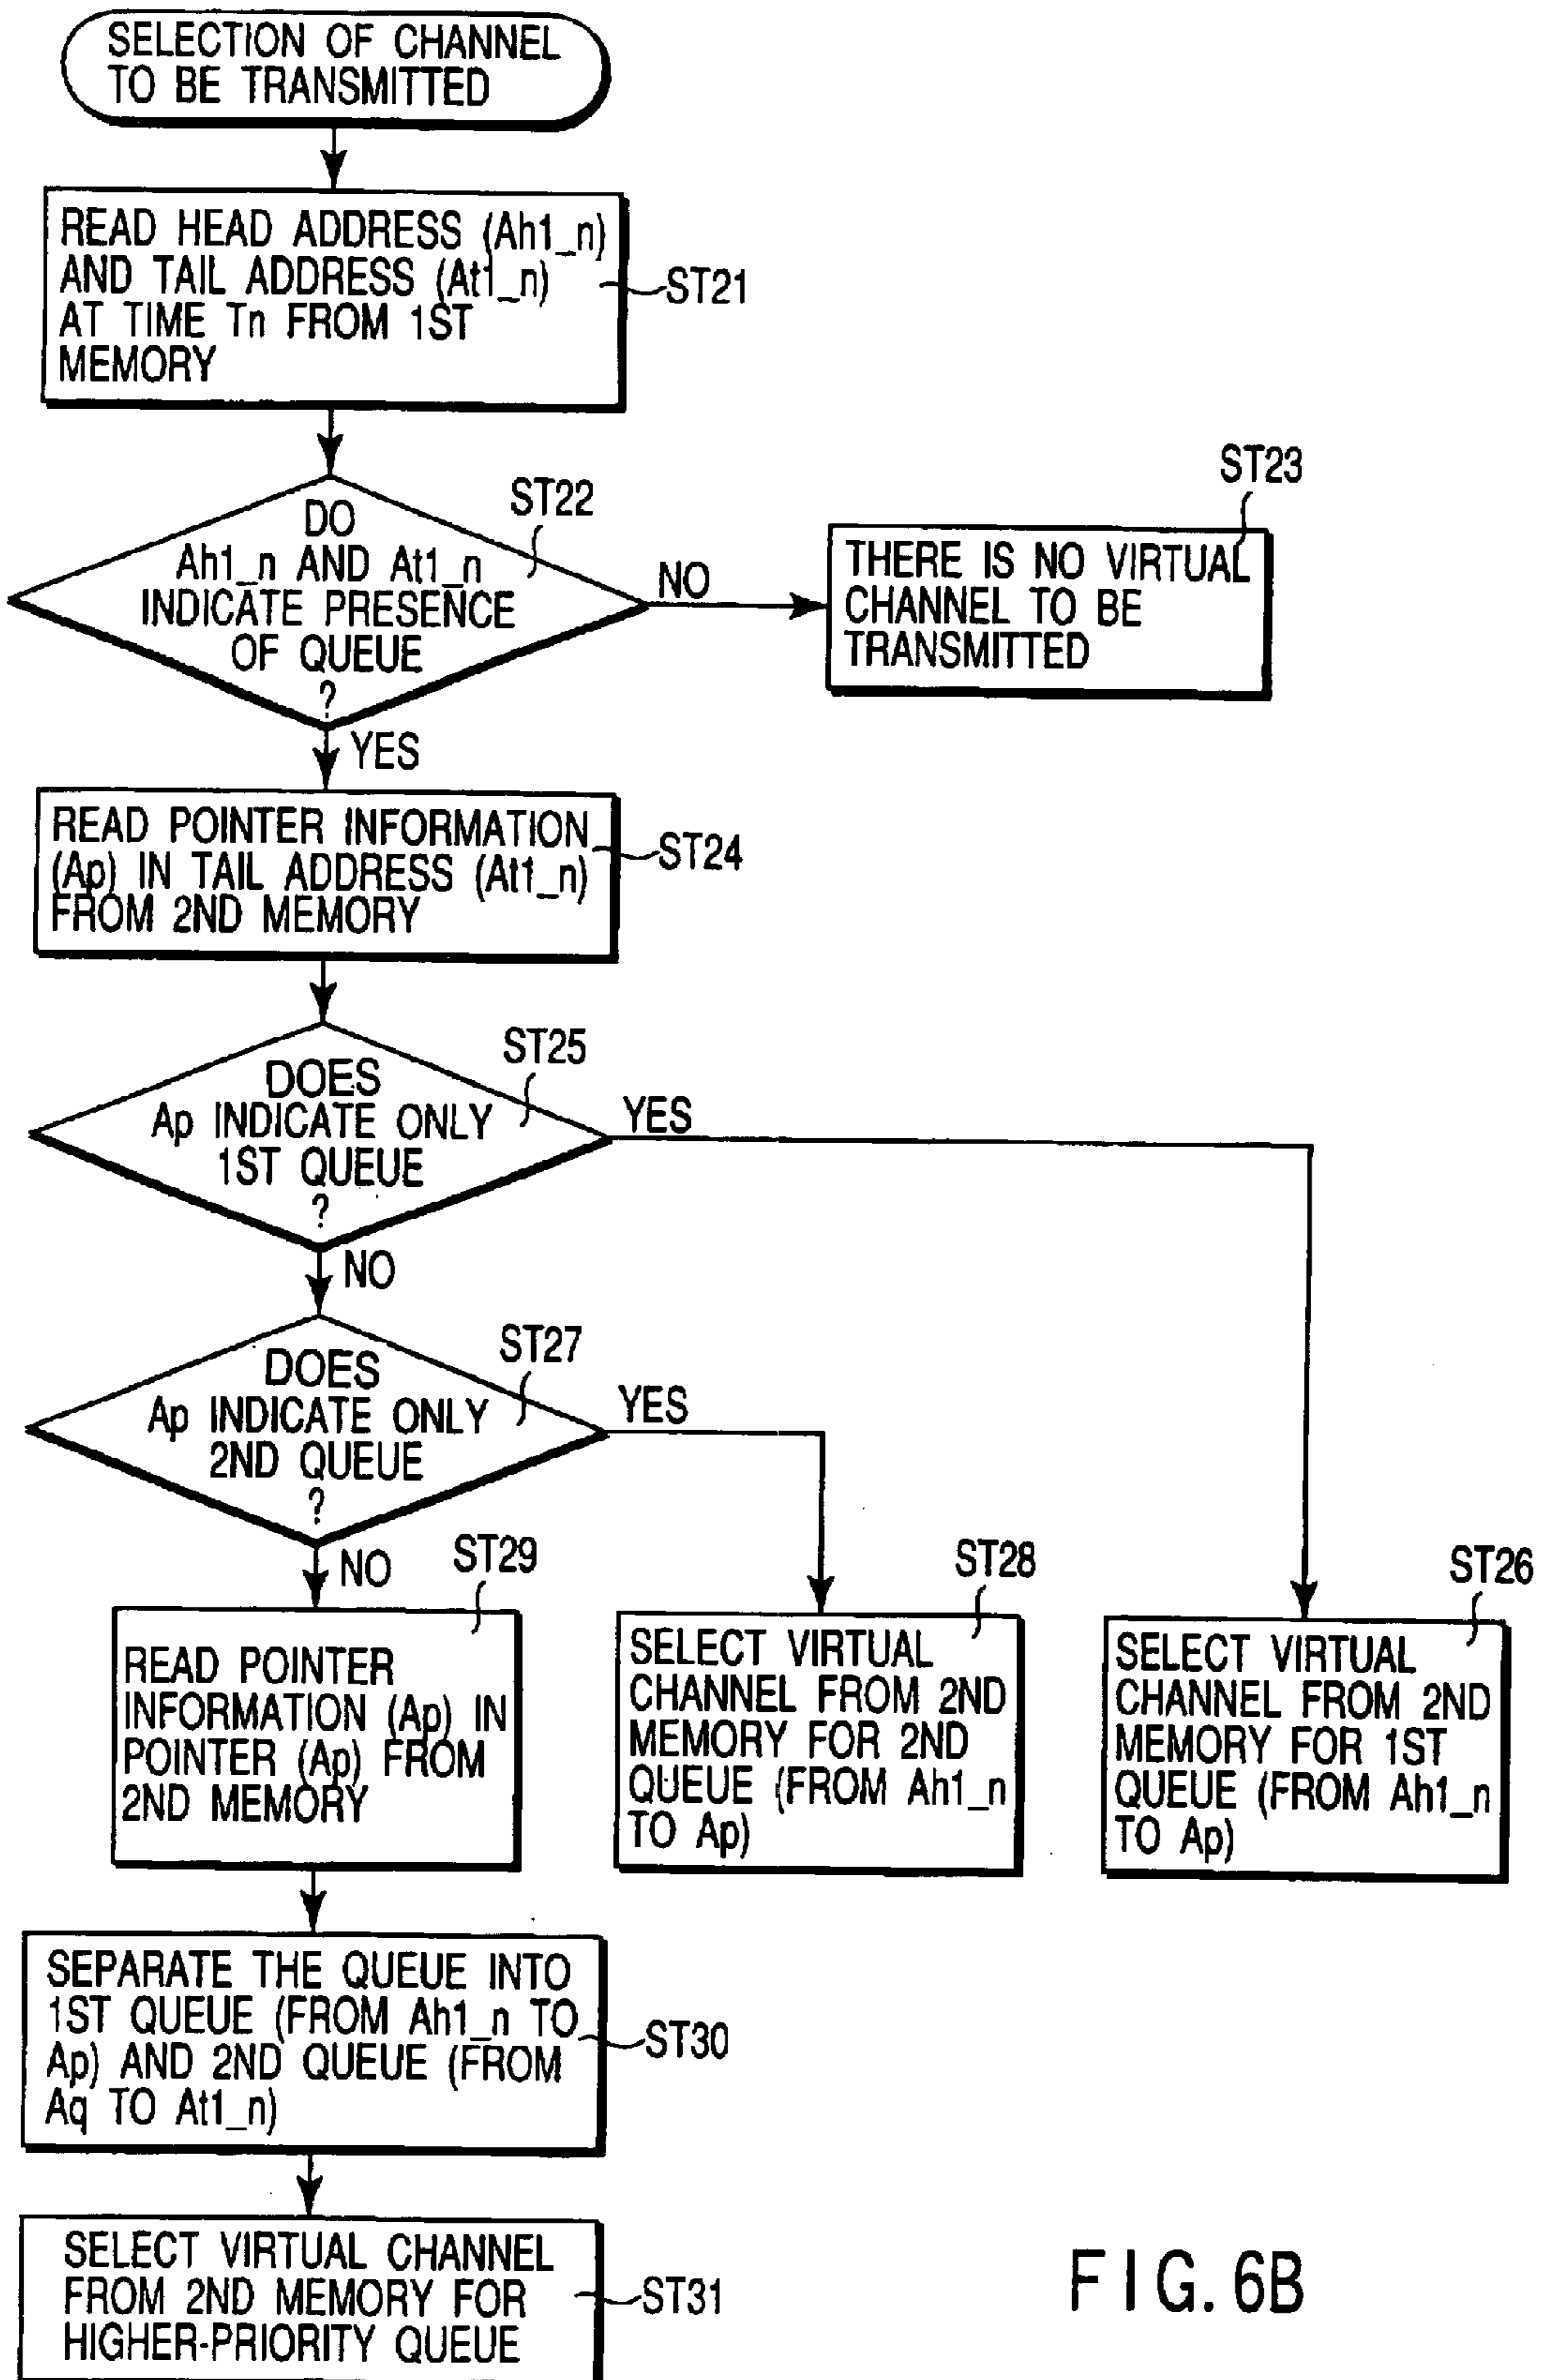 SELECTION OF CHANNEL
TO BE TRANSMITTED
READ HEAD ADDRESS (Ah1_n)
AND TAIL ADDRESS (At1_n)
AT TIME Tn FROM 1ST
MEMORY
ST21
DO
Ah1_n AND At1_n
INDICATE PRESENCE
OF QUEUE
?
ST22
NO
ST23
THERE IS NO VIRTUAL
CHANNEL TO BE
TRANSMITTED
YES
READ POINTER INFORMATION
(Ap) IN TAIL ADDRESS (At1_n)
FROM 2ND MEMORY
ST24
DOES
Ap INDICATE ONLY
1ST QUEUE
?
ST25
YES
NO
DOES
Ap INDICATE ONLY
2ND QUEUE
?
ST27
YES
NO
ST29
READ POINTER
INFORMATION (Ap) IN
POINTER (Ap) FROM
2ND MEMORY
ST28
SELECT VIRTUAL
CHANNEL FROM 2ND
MEMORY FOR 2ND
QUEUE (FROM Ah1_n
TO Ap)
ST26
SELECT VIRTUAL
CHANNEL FROM 2ND
MEMORY FOR 1ST
QUEUE (FROM Ah1_n
TO Ap)
SEPARATE THE QUEUE INTO
1ST QUEUE (FROM Ah1_n TO
Ap) AND 2ND QUEUE (FROM
Aq TO At1_n)
ST30
SELECT VIRTUAL CHANNEL
FROM 2ND MEMORY FOR
HIGHER-PRIORITY QUEUE
ST31
FIG. 6B